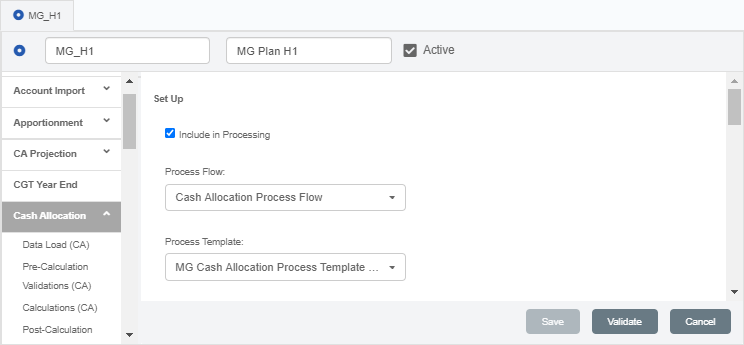 MG_H1
MG_H1
MG Plan H1
Active
Account Import
Apportionment
CA Projection
CGT Year End
Cash Allocation
Data Load (CA)
Pre-Calculation
Validations (CA)
Calculations (CA)
Post-Calculation
Set Up
Include in Processing
Process Flow:
Cash Allocation Process Flow
Process Template:
MG Cash Allocation Process Template ...
Save
Validate
Cancel